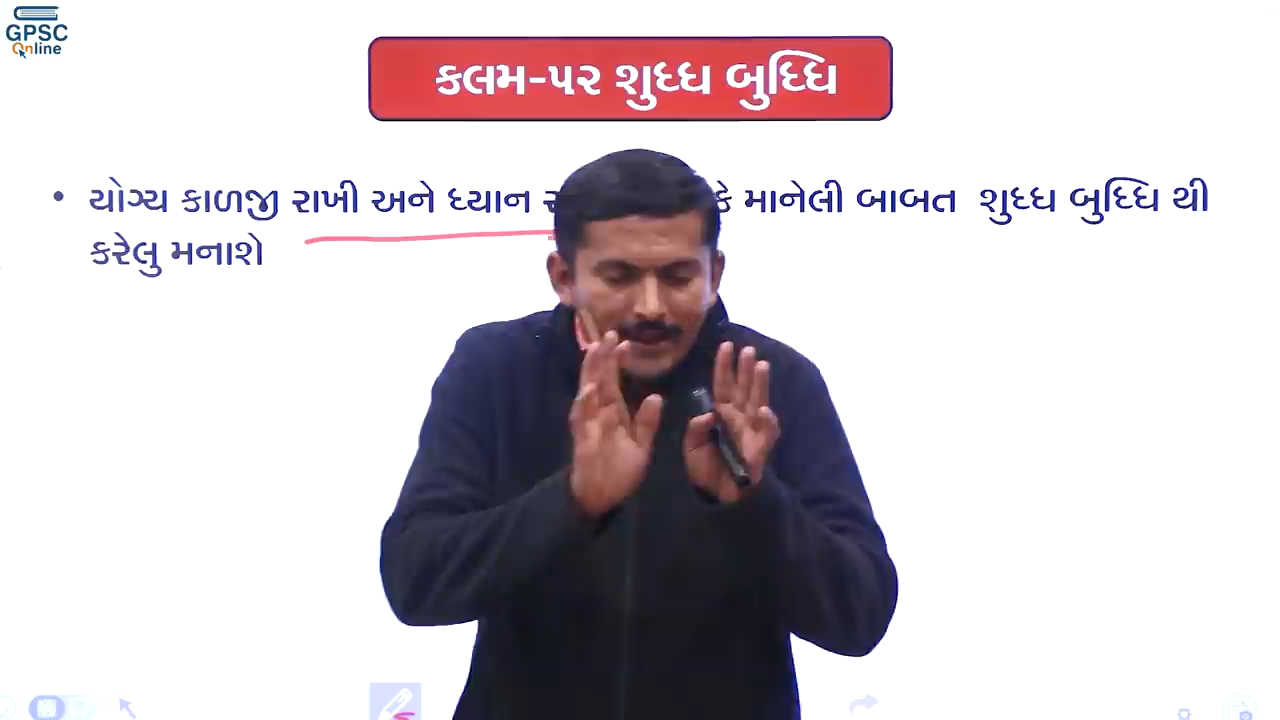 GPSC
Online
કલમ-૫૨ શુધ્ધ બુધ્ધિ
• યોગ્ય કાળજી રાખી અને ધ્યાન કે માનેલી બાબત શુધ્ધ બુધ્ધિ થી
કરેલુ મનાશે